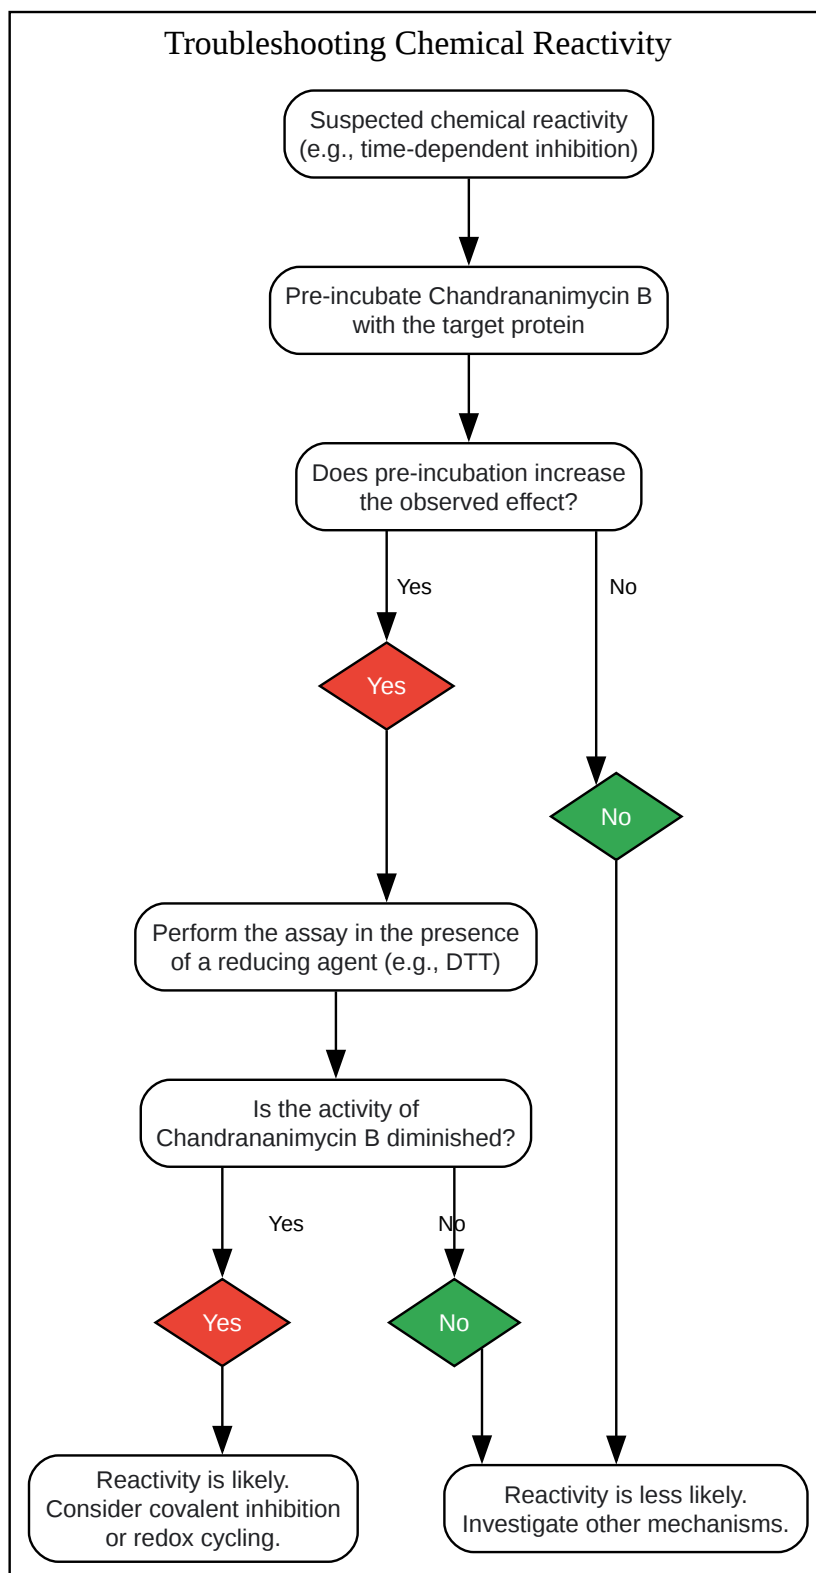 Troubleshooting Chemical Reactivity
Suspected chemical reactivity
(e.g., time-dependent inhibition)
Pre-incubate Chandrananimycin B
with the target protein
Does pre-incubation increase
the observed effect?
Yes
No
Yes
No
Perform the assay in the presence
of a reducing agent (e.g., DTT)
Is the activity of
Chandrananimycin B diminished?
Yes
No
Yes
No
Reactivity is likely.
Consider covalent inhibition
or redox cycling.
Reactivity is less likely.
Investigate other mechanisms.